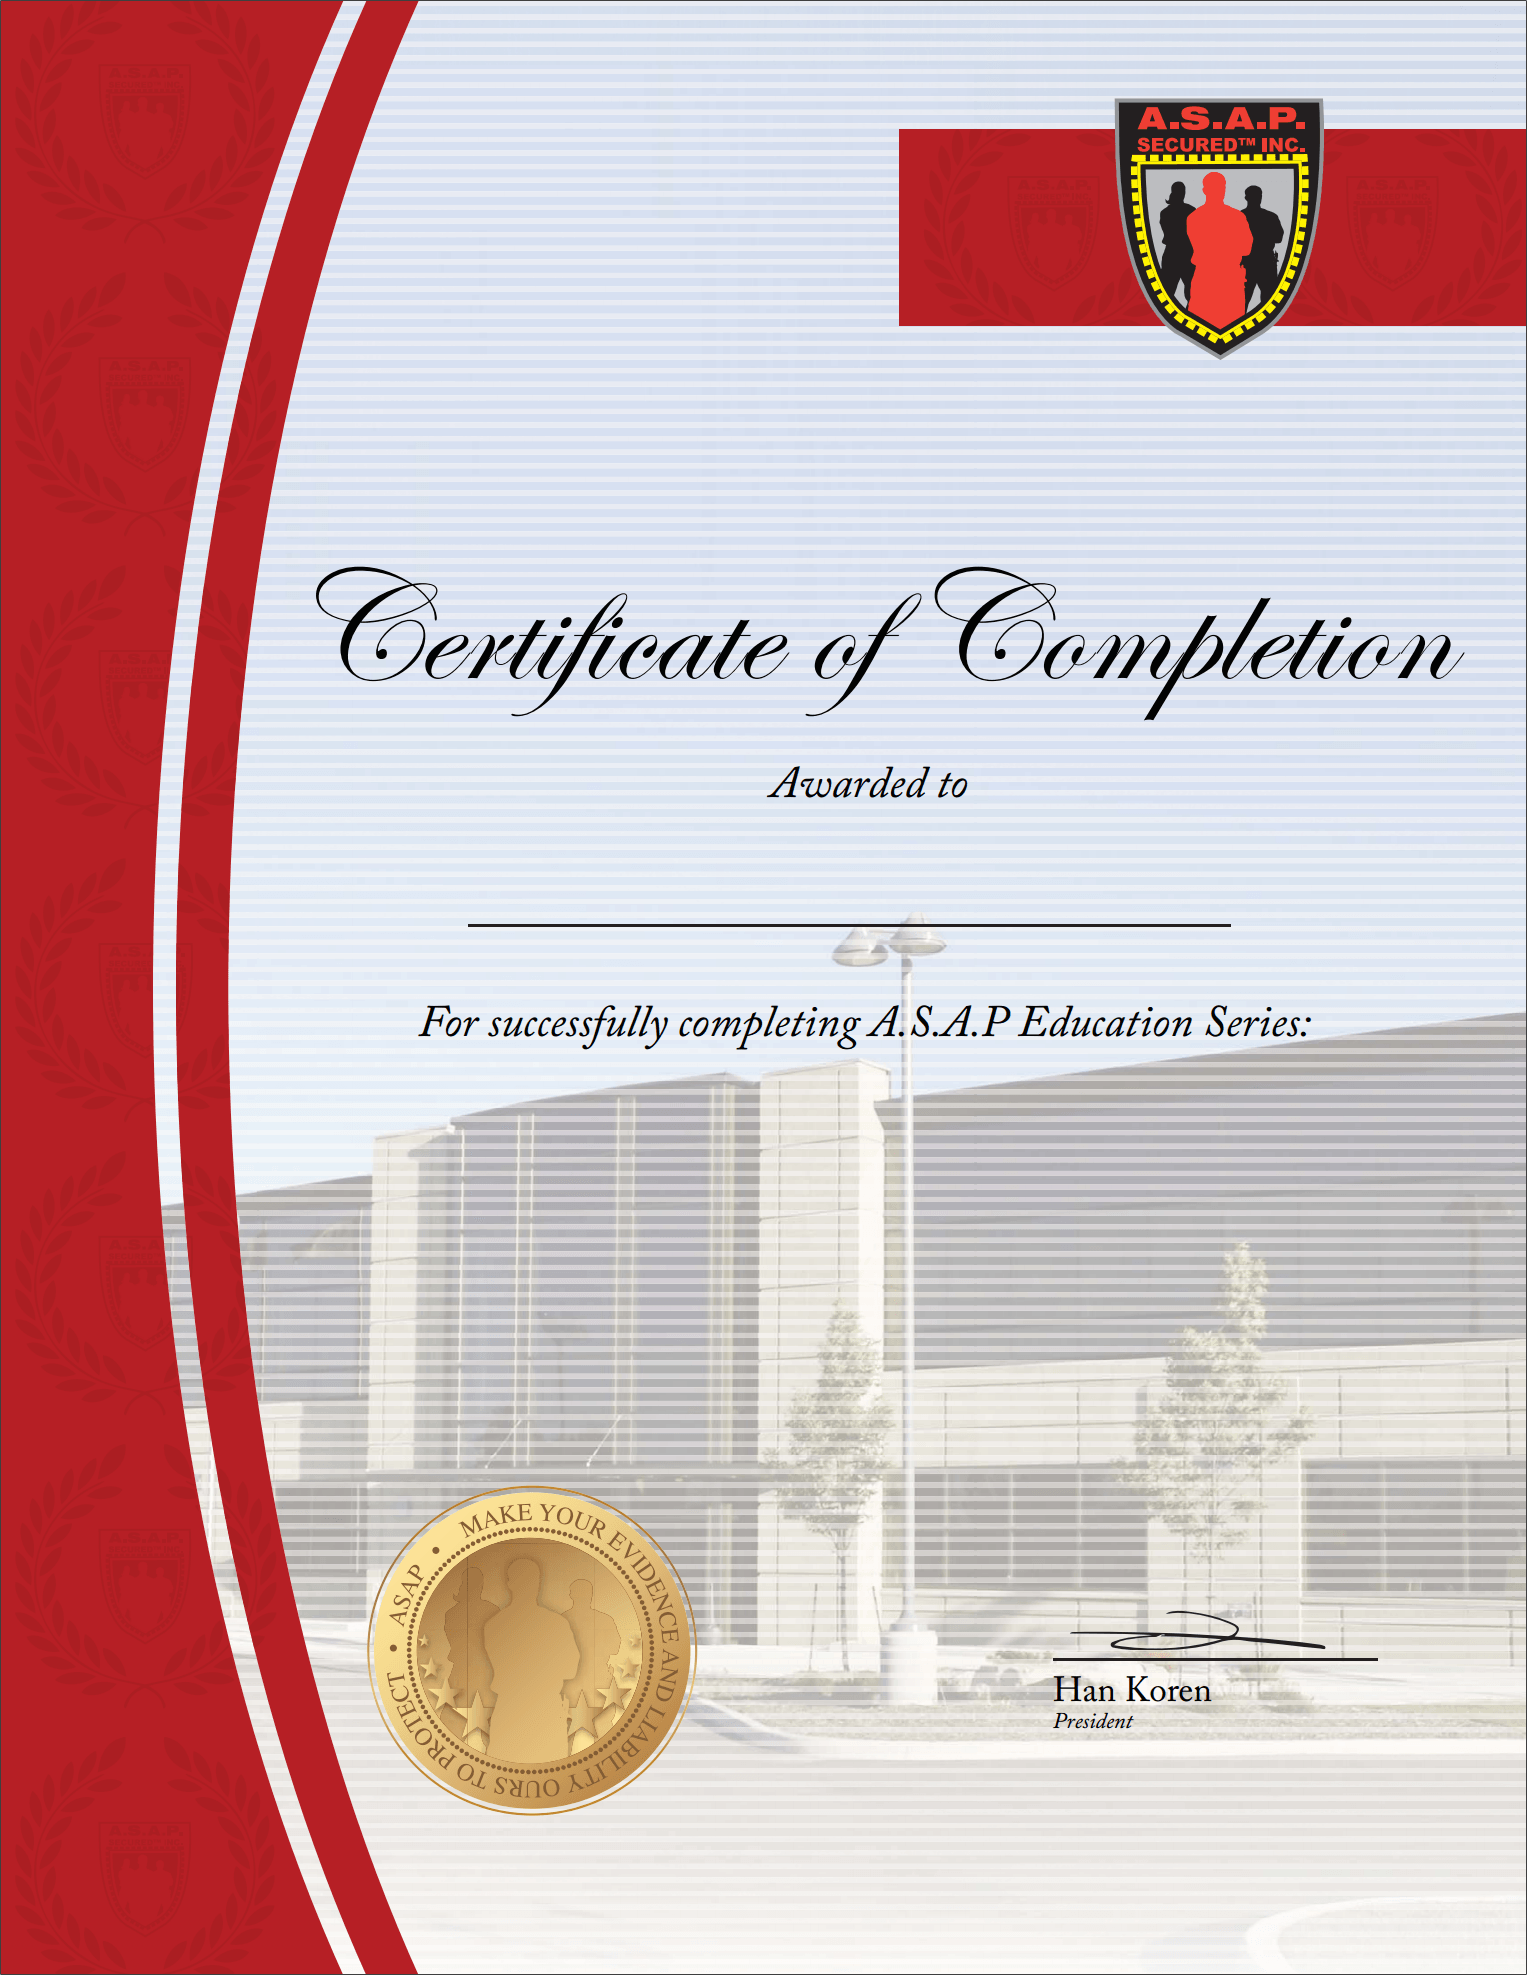 A.S.A.P.
SECURED™ INC.
Certificate of Completion
Awarded to
For successfully completing A.S.A.P Education Series:
MAKE YOUR EVIDENCE AND LIABILITY OURS TO PROTECT • ASAP •
Han Koren
President